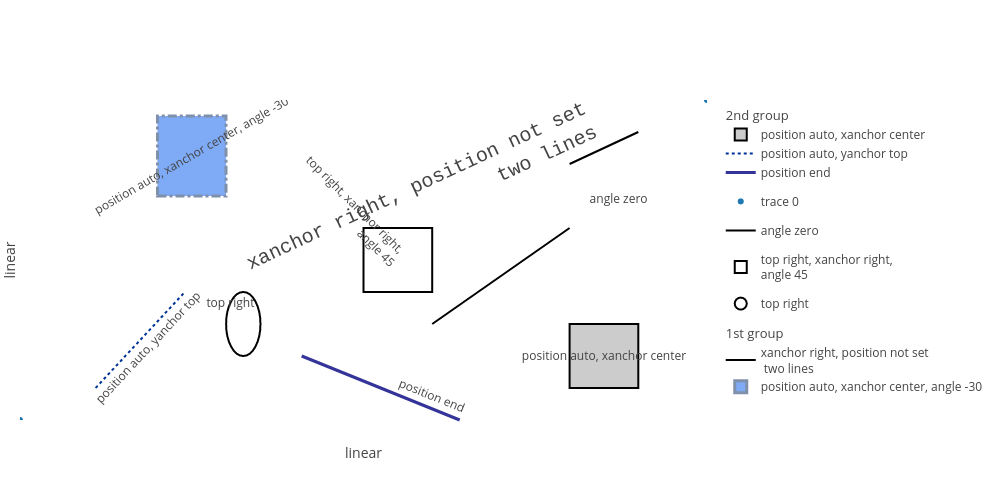 position auto, xanchor center, angle -30
top right, xanchor right,
angle 45
xanchor right, position not set
two lines
angle zero
linear
position auto, yanchor top
top right
position auto, xanchor center
position end
linear
2nd group
position auto, xanchor center
position auto, yanchor top
position end
trace 0
angle zero
top right, xanchor right,
angle 45
top right
1st group
xanchor right, position not set
two lines
position auto, xanchor center, angle -30